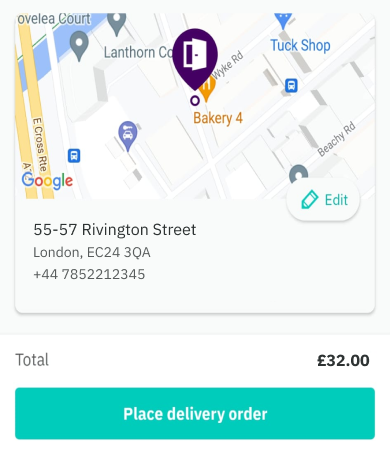 ovelea Court
Lanthorn Co
Tuck Shop
Wyke Rd
Bakery 4
E Cross Rte
Beachy Rd
Google
Edit
55-57 Rivington Street
London, EC24 3QA
+44 7852212345
Total
£32.00
Place delivery order